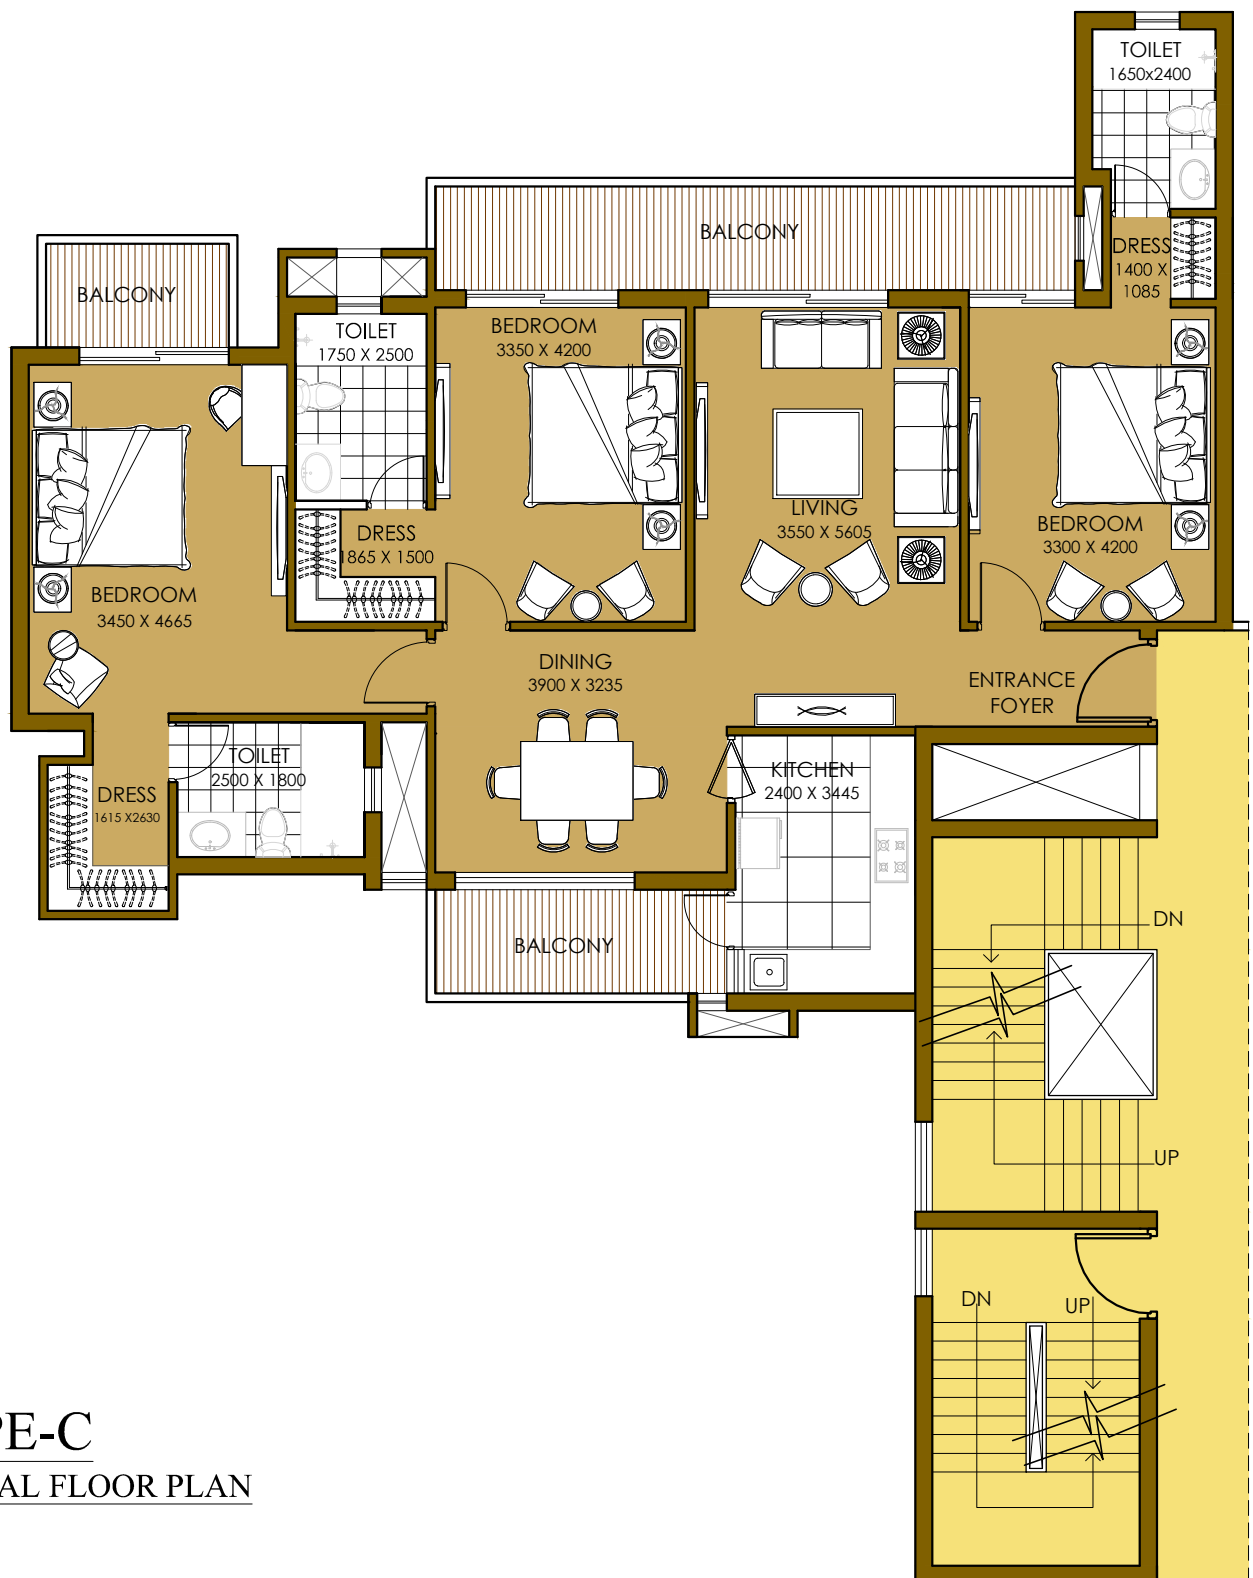 TOILET
1650x2400
BALCONY
DRESS
1400 X
1085
BALCONY
TOILET
1750 X 2500
BEDROOM
3350 X 4200
LIVING
3550 X 5605
BEDROOM
3300 X 4200
DRESS
1865 X 1500
BEDROOM
3450 X 4665
DINING
3900 X 3235
ENTRANCE
FOYER
TOILET
2500 X 1800
KITCHEN
2400 X 3445
DRESS
1615 X2630
BALCONY
DN
UP
DN
UP
PE-C
AL FLOOR PLAN